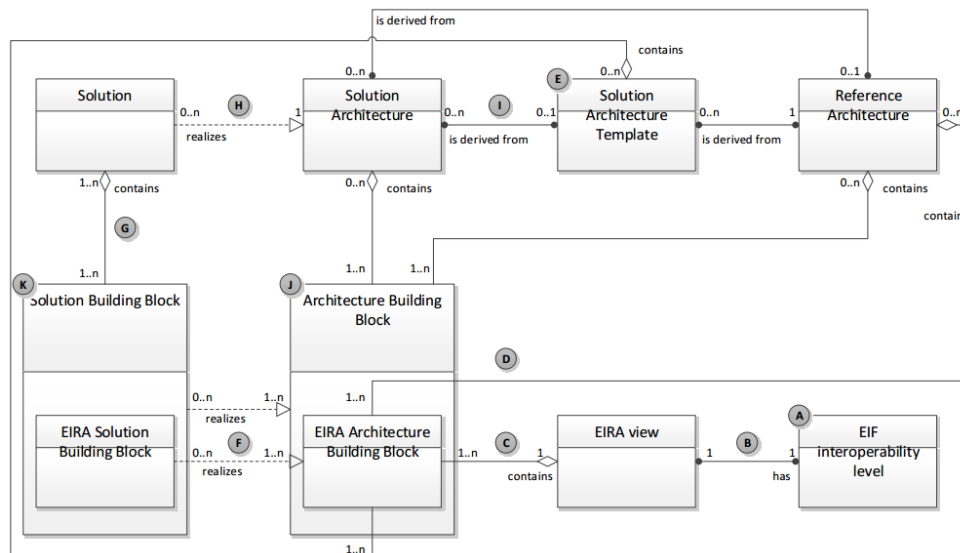 is derived from
contains
0..n
0..n
0..1
E
Solution
Solution
Architecture
Solution
Architecture
Template
Reference
Architecture
0..n
H
1
0..n
I
0..1
0..n
1
0..n
realizes
is derived from
is derived from
1..n
contains
0..n
contains
0..n
contains
contain
G
1..n
1..n
1..n
K
J
Solution Building Block
Architecture Building
Block
D
0..n
1..n
1..n
realizes
A
EIRA Solution
Building Block
EIRA Architecture
Building Block
EIRA view
EIF
interoperability
level
0..n
F
1..n
1..n
C
1
1
B
1
realizes
contains
has
1..n